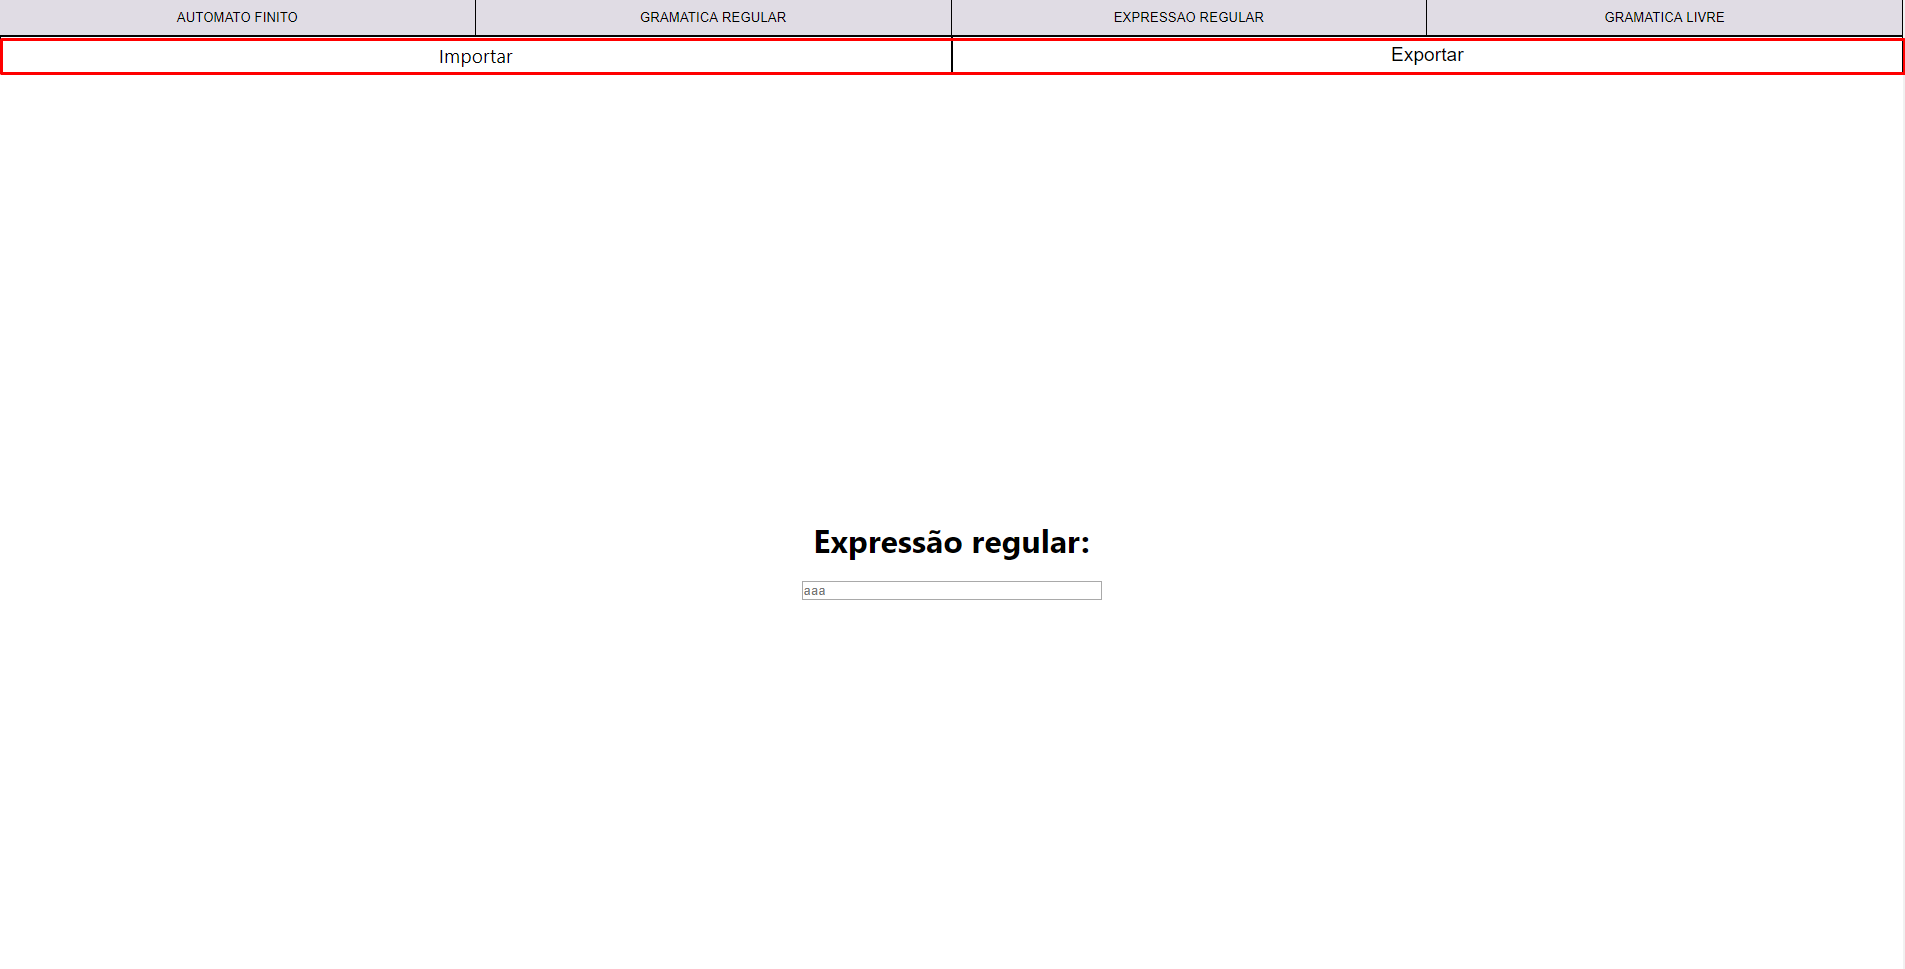 AUTOMATO FINITO GRAMATICA REGULAR EXPRESSAO REGULAR GRAMATICA LIVRE
Importar Exportar
Expressão regular:
aaa